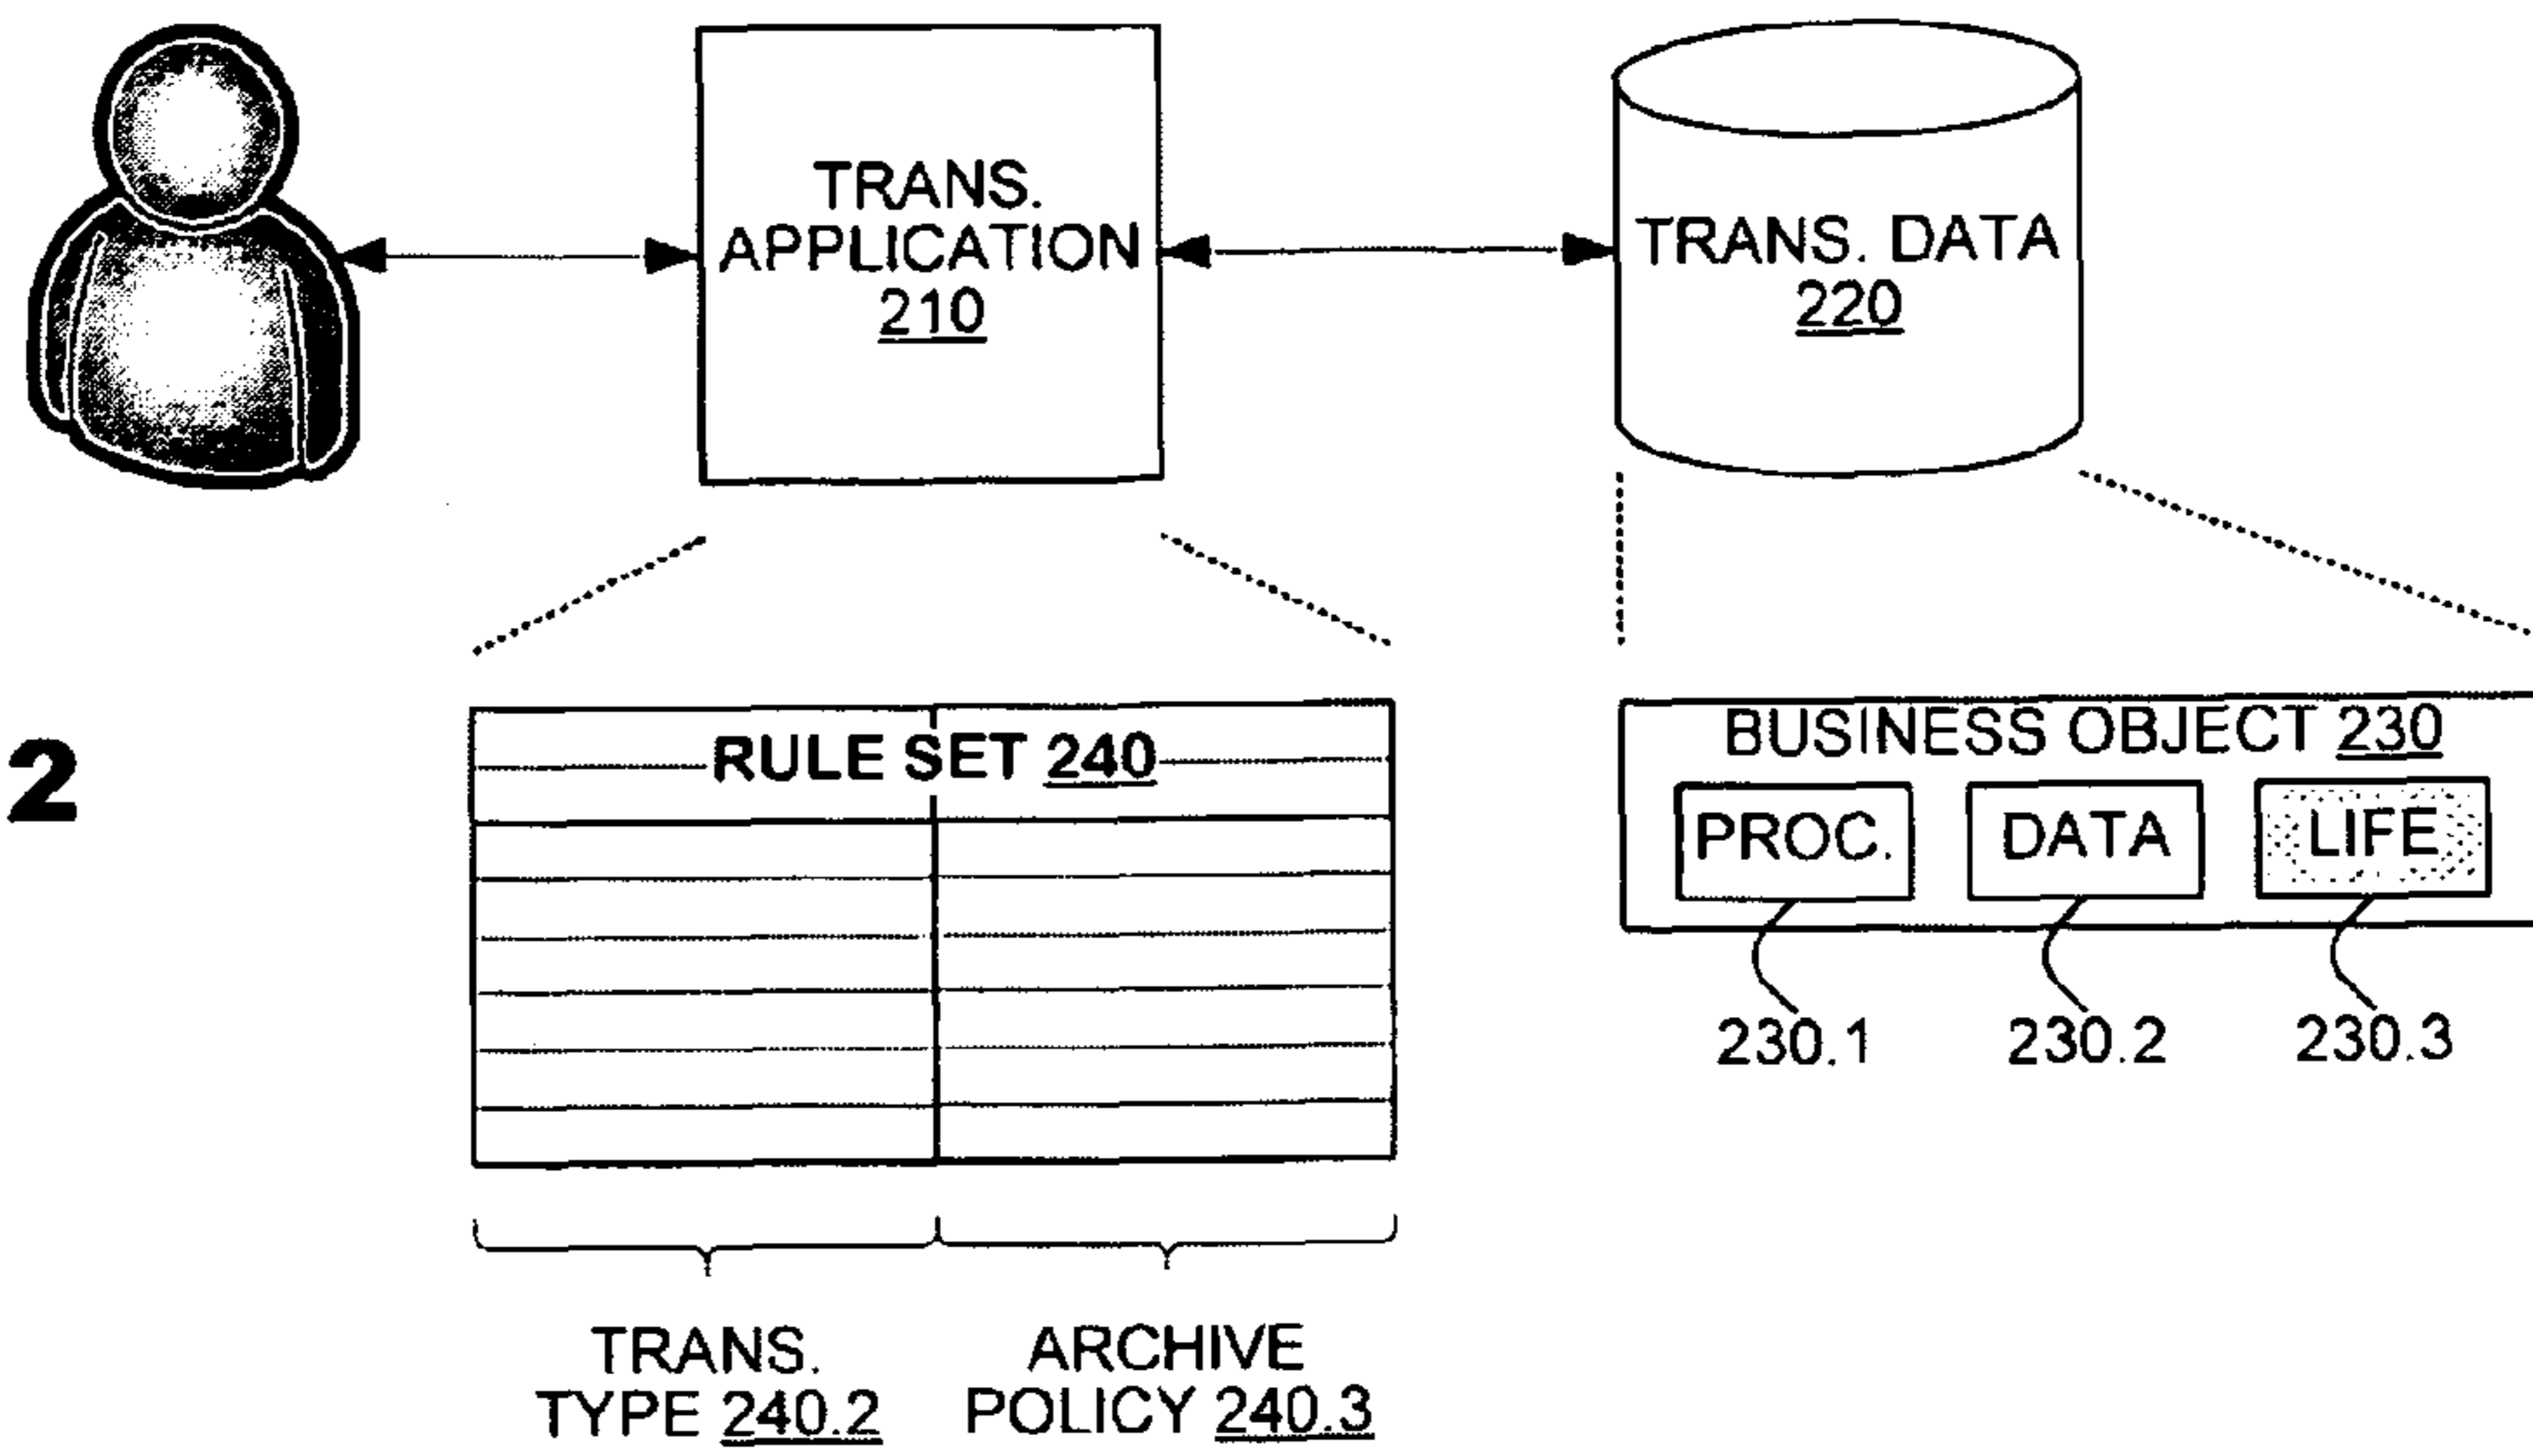 TRANS.
APPLICATION
210
TRANS. DATA
220
2
RULE SET 240
BUSINESS OBJECT 230
PROC.
DATA
LIFE
230.1
230.2
230.3
TRANS.
TYPE 240.2
ARCHIVE
POLICY 240.3